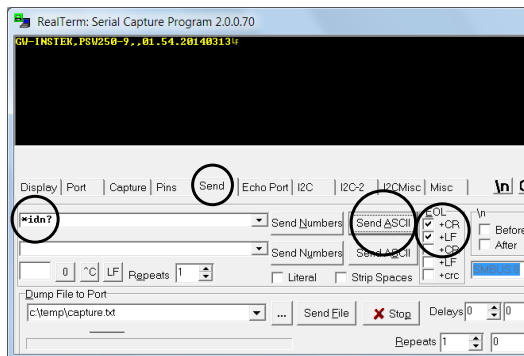 RealTerm: Serial Capture Program 2.0.0.70
GW-INSTEK,PSW250-9,,01.54.20140313
Display Port Capture Pins Send Echo Port I2C I2C-2 I2CMisc Misc \n
*idn? Send Numbers Send ASCII
EOL
+CR
+LF
\n
Before
After
Send Numbers Send ASCII
+CR
+LF
+crc
SMBUS 8
0 ^C LF Repeats 1
Literal Strip Spaces
Dump File to Port
c:\temp\capture.txt ... Send File Stop Delays 0 0
Repeats 1 0